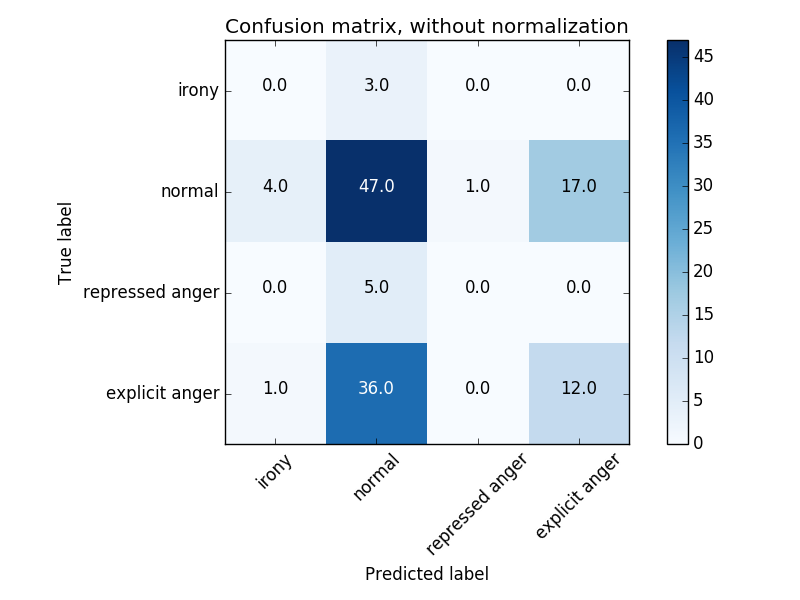 Confusion matrix, without normalization
irony 0.0 3.0 0.0 0.0
normal 4.0 47.0 1.0 17.0
repressed anger 0.0 5.0 0.0 0.0
explicit anger 1.0 36.0 0.0 12.0
irony normal repressed anger explicit anger
True label
Predicted label
45
40
35
30
25
20
15
10
5
0